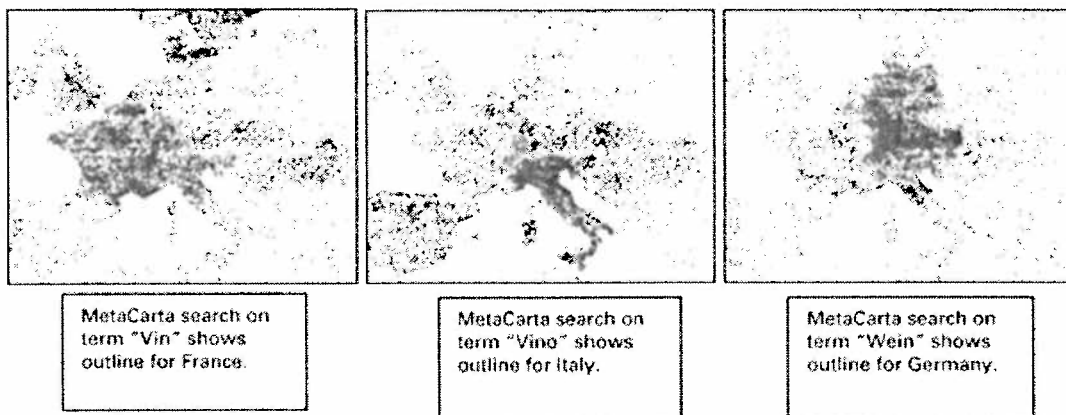 MetaCarta search on
term "Vin" shows
outline for France.
MetaCarta search on
term "Vino" shows
outline for Italy.
MetaCarta search on
term "Wein" shows
outline for Germany.